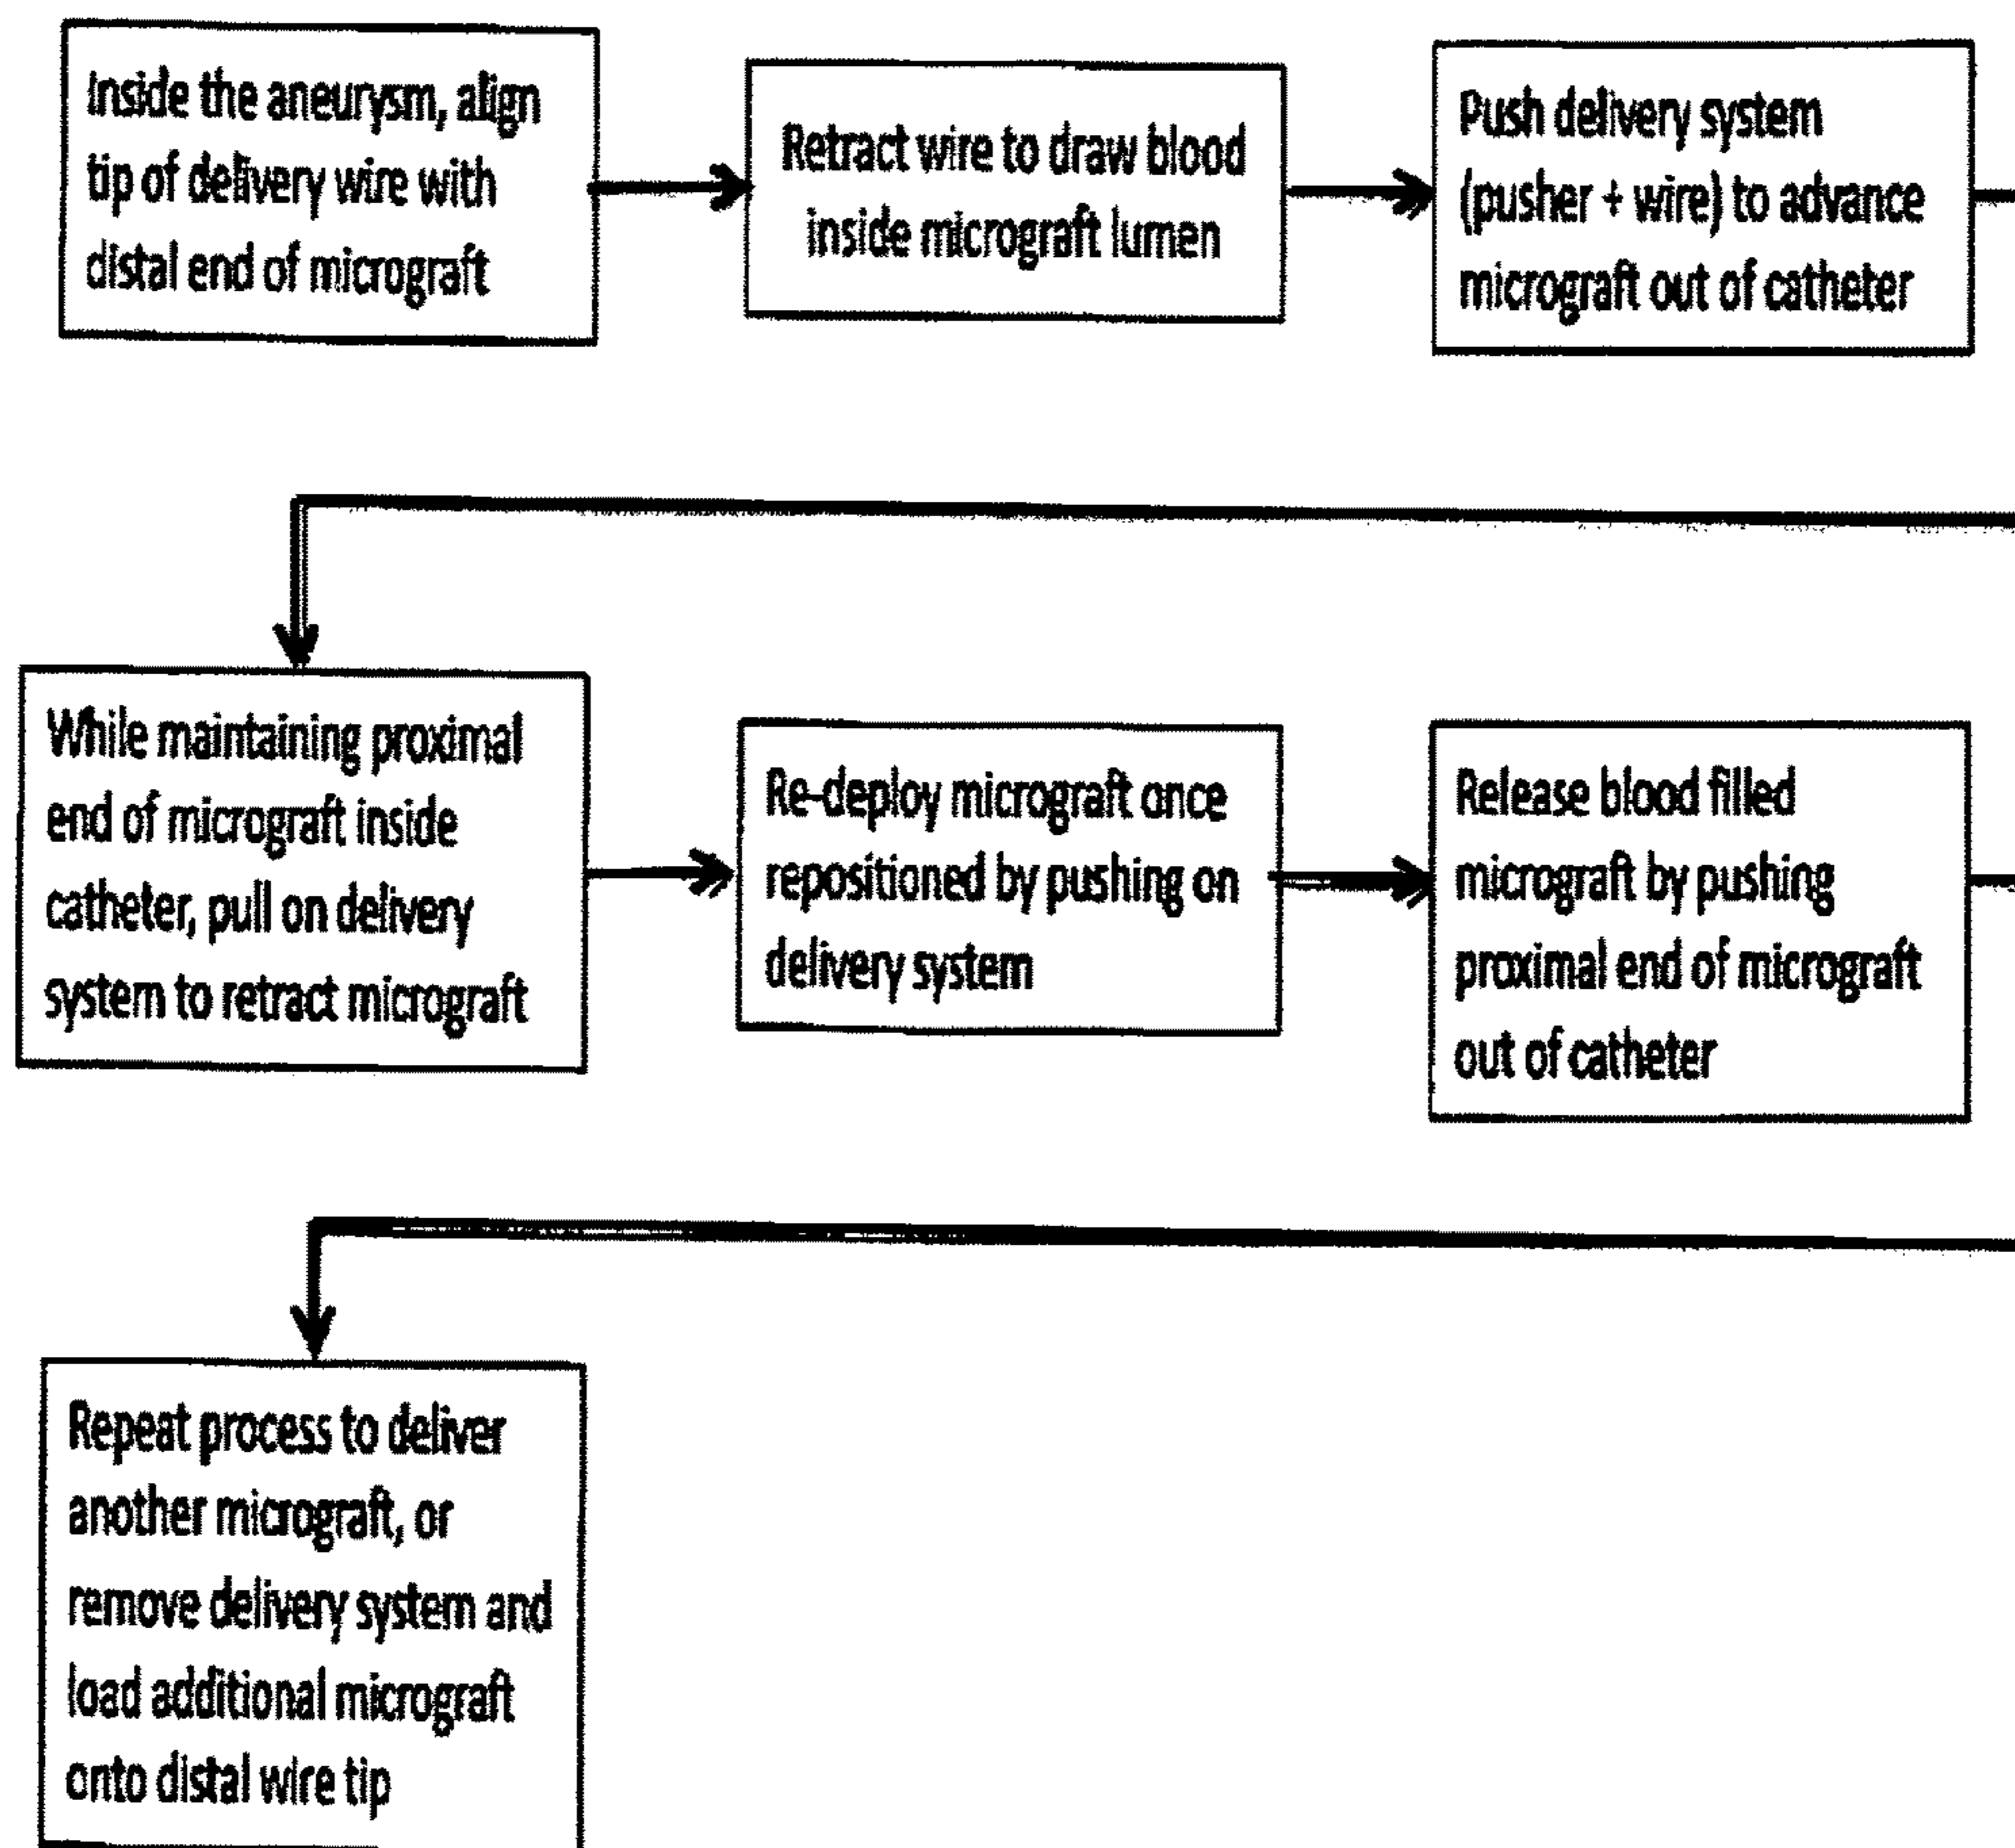 Inside the aneurysm, align
tip of delivery wire with
distal end of micrograft
Retract wire to draw blood
inside micrograft lumen
Push delivery system
(pusher + wire) to advance
micrograft out of catheter
While maintaining proximal
end of micrograft inside
catheter, pull on delivery
system to retract micrograft
Re-deploy micrograft once
repositioned by pushing on
delivery system
Release blood filled
micrograft by pushing
proximal end of micrograft
out of catheter
Repeat process to deliver
another micrograft, or
remove delivery system and
load additional micrograft
onto distal wire tip